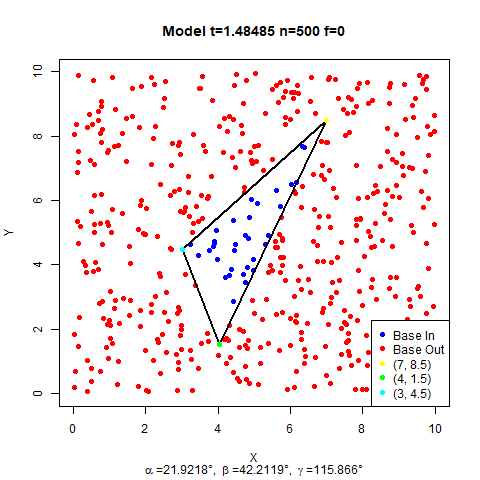 Model t=1.48485 n=500 f=0
10
8
6
4
2
0
Y
Base In
Base Out
(7, 8.5)
(4, 1.5)
(3, 4.5)
0 2 4 6 8 10
X
α=21.9218°, β=42.2119°, γ=115.866°